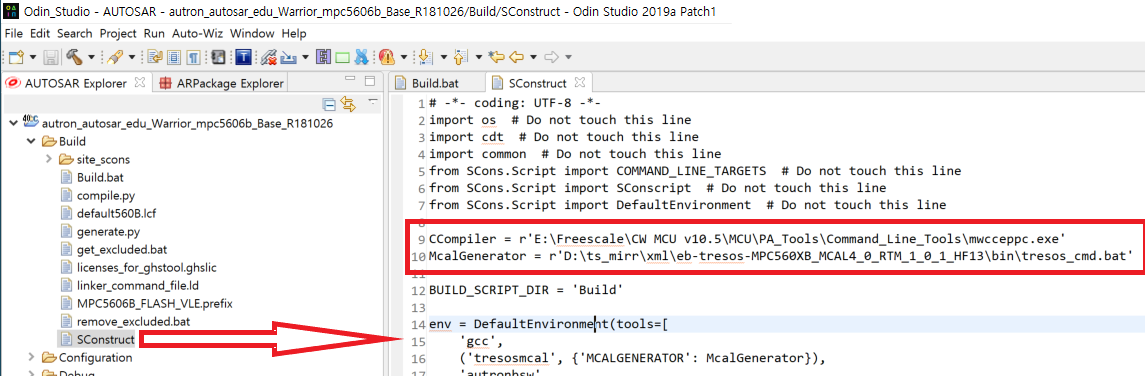 Odin_Studio - AUTOSAR - autron_autosar_edu_Warrior_mpc5606b_Base_R181026/Build/SConstruct - Odin Studio 2019a Patch1
File Edit Search Project Run Auto-Wiz Window Help
AUTOSAR Explorer
ARPackage Explorer
autron_autosar_edu_Warrior_mpc5606b_Base_R181026
Build
site_scons
Build.bat
compile.py
default560B.lcf
generate.py
get_excluded.bat
licenses_for_ghstool.ghslic
linker_command_file.ld
MPC5606B_FLASH_VLE.prefix
remove_excluded.bat
SConstruct
Configuration
Debug
Build.bat
SConstruct
1 # -*- coding: UTF-8 -*-
2 import os  # Do not touch this line
3 import cdt  # Do not touch this line
4 import common  # Do not touch this line
5 from SCons.Script import COMMAND_LINE_TARGETS  # Do not touch this line
6 from SCons.Script import SConscript  # Do not touch this line
7 from SCons.Script import DefaultEnvironment  # Do not touch this line
8
9 CCompiler = r'E:\Freescale\CW MCU v10.5\MCU\PA_Tools\Command_Line_Tools\mwcceppc.exe'
10 McalGenerator = r'D:\ts_mirr\xml\eb-tresos-MPC560XB_MCAL4_0_RTM_1_0_1_HF13\bin\tresos_cmd.bat'
12 BUILD_SCRIPT_DIR = 'Build'
13
14 env = DefaultEnvironment(tools=[
15 'gcc',
16 ('tresosmcal', {'MCALGENERATOR': McalGenerator}),
17 'autronbsw'